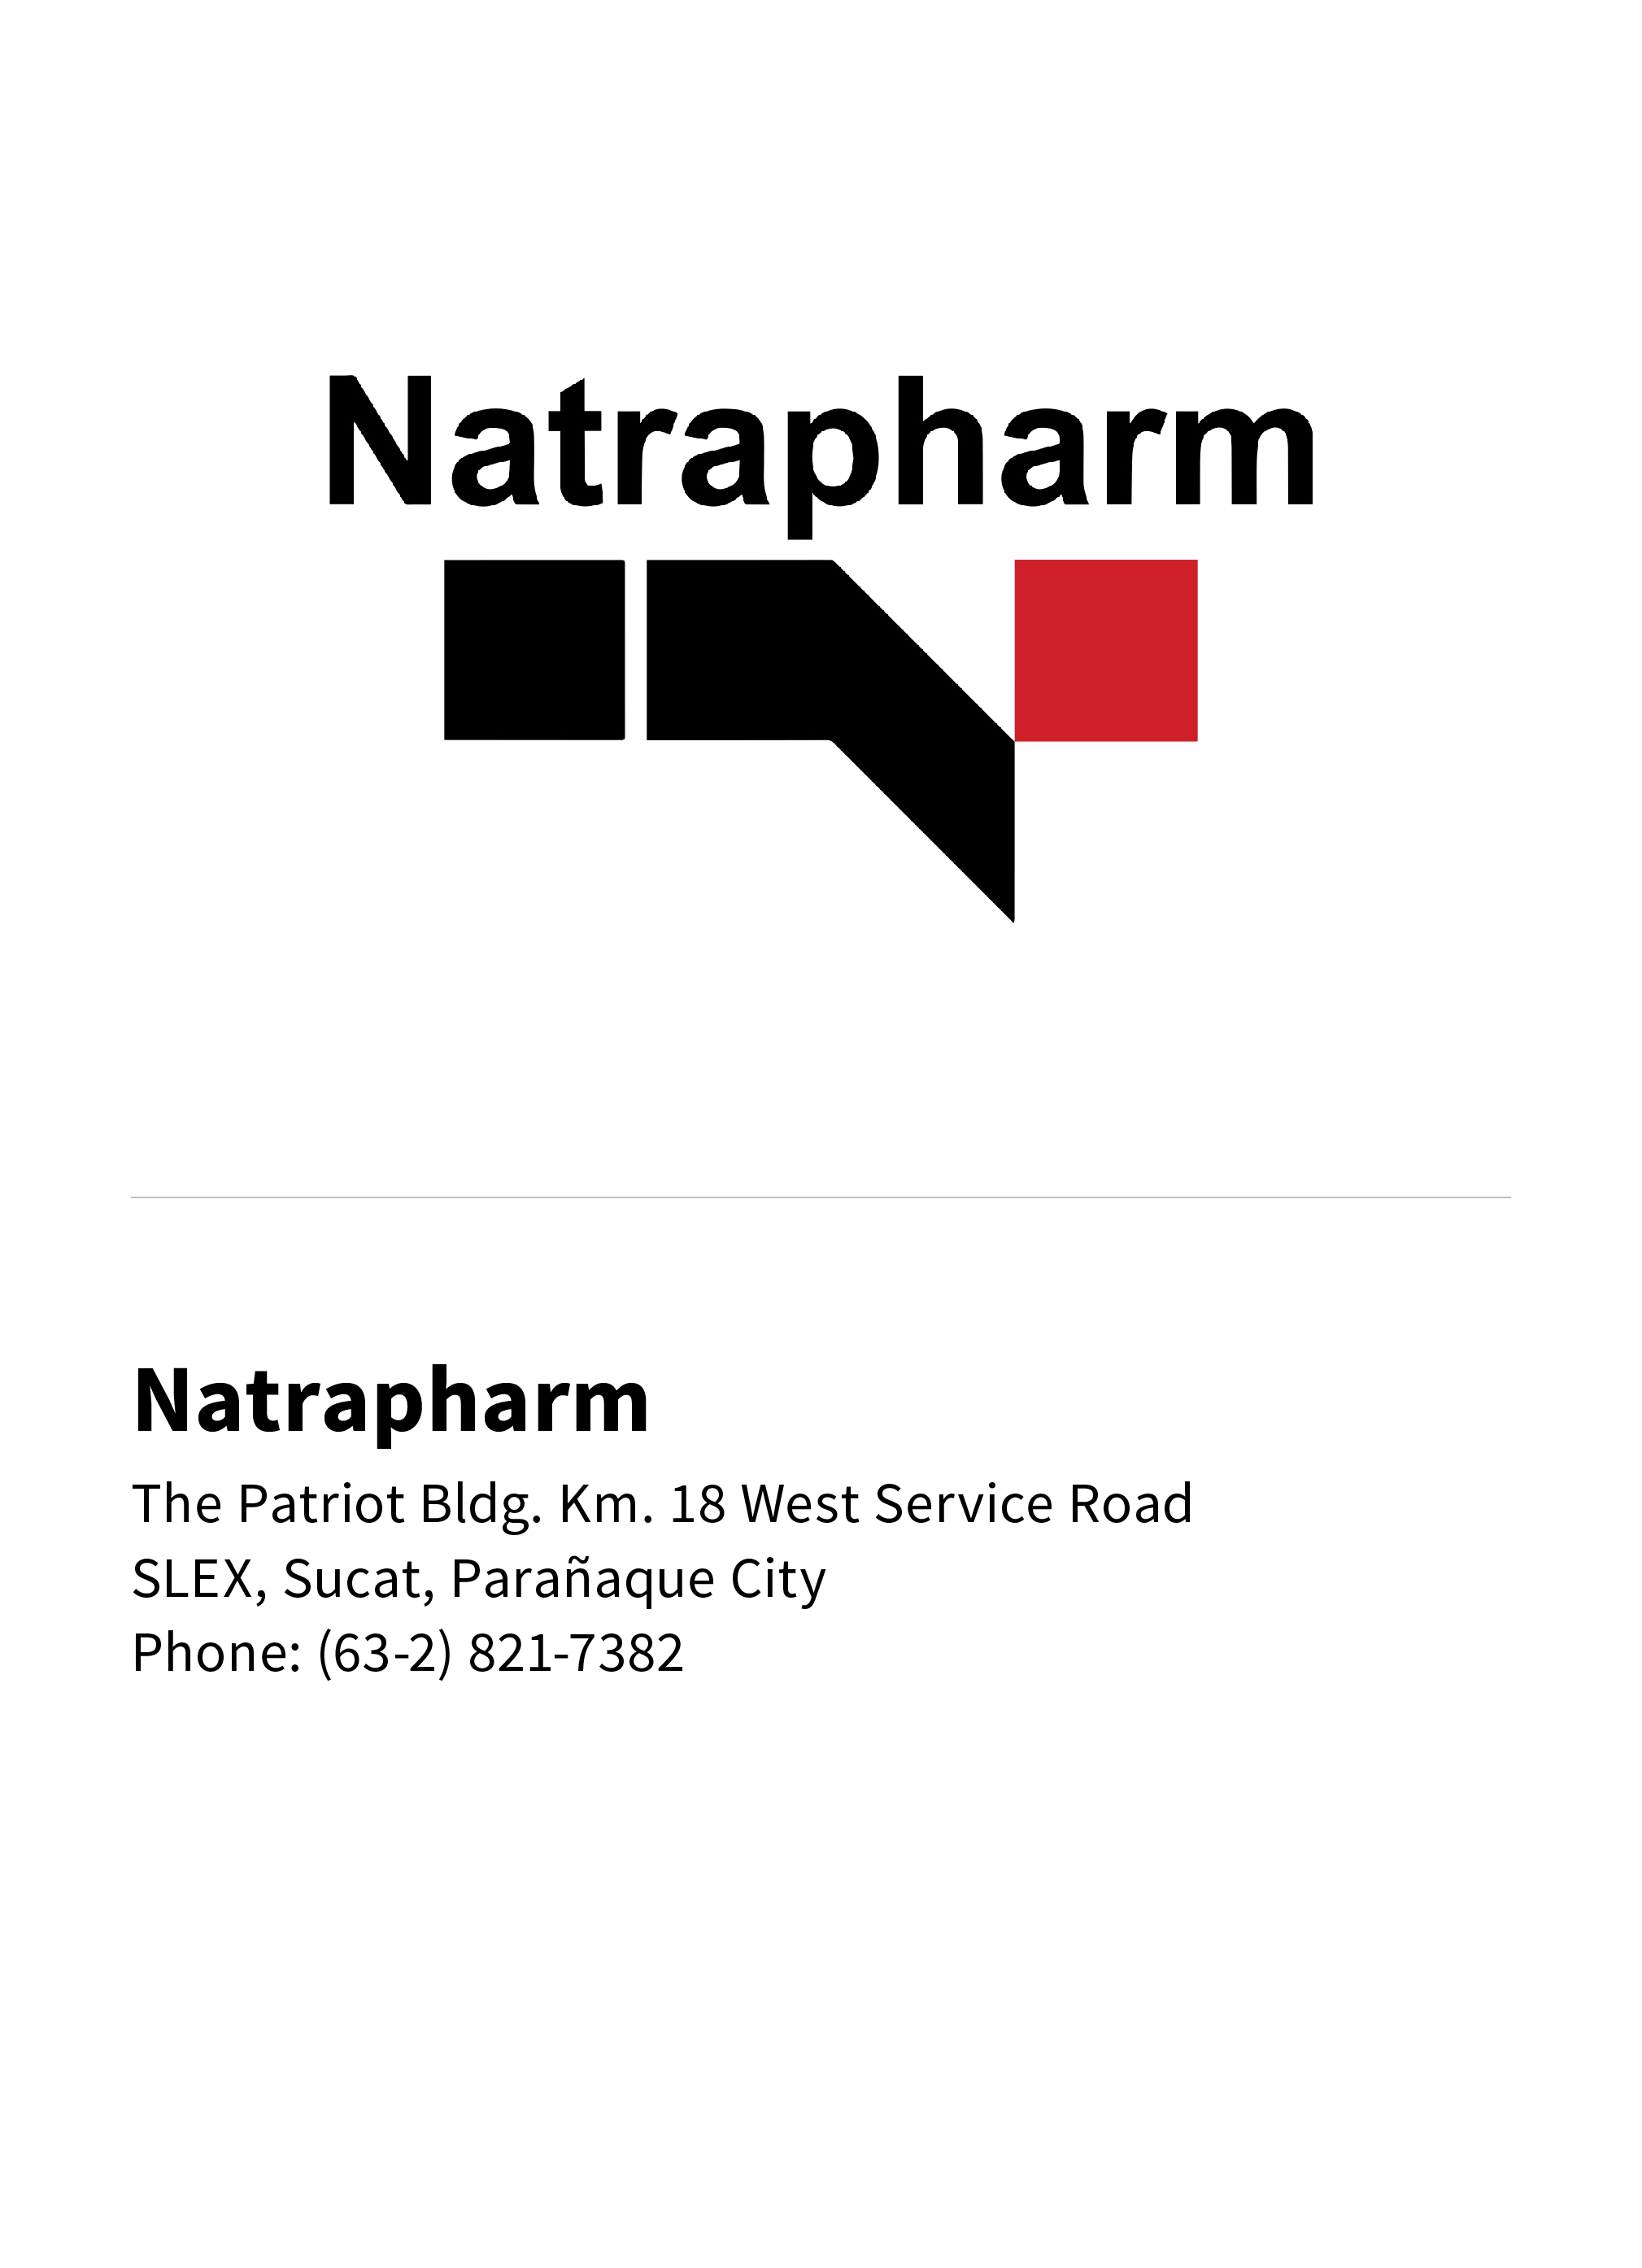 Natrapharm
Natrapharm
The Patriot Bldg. Km. 18 West Service Road
SLEX, Sucat, Parañaque City
Phone: (63-2) 821-7382